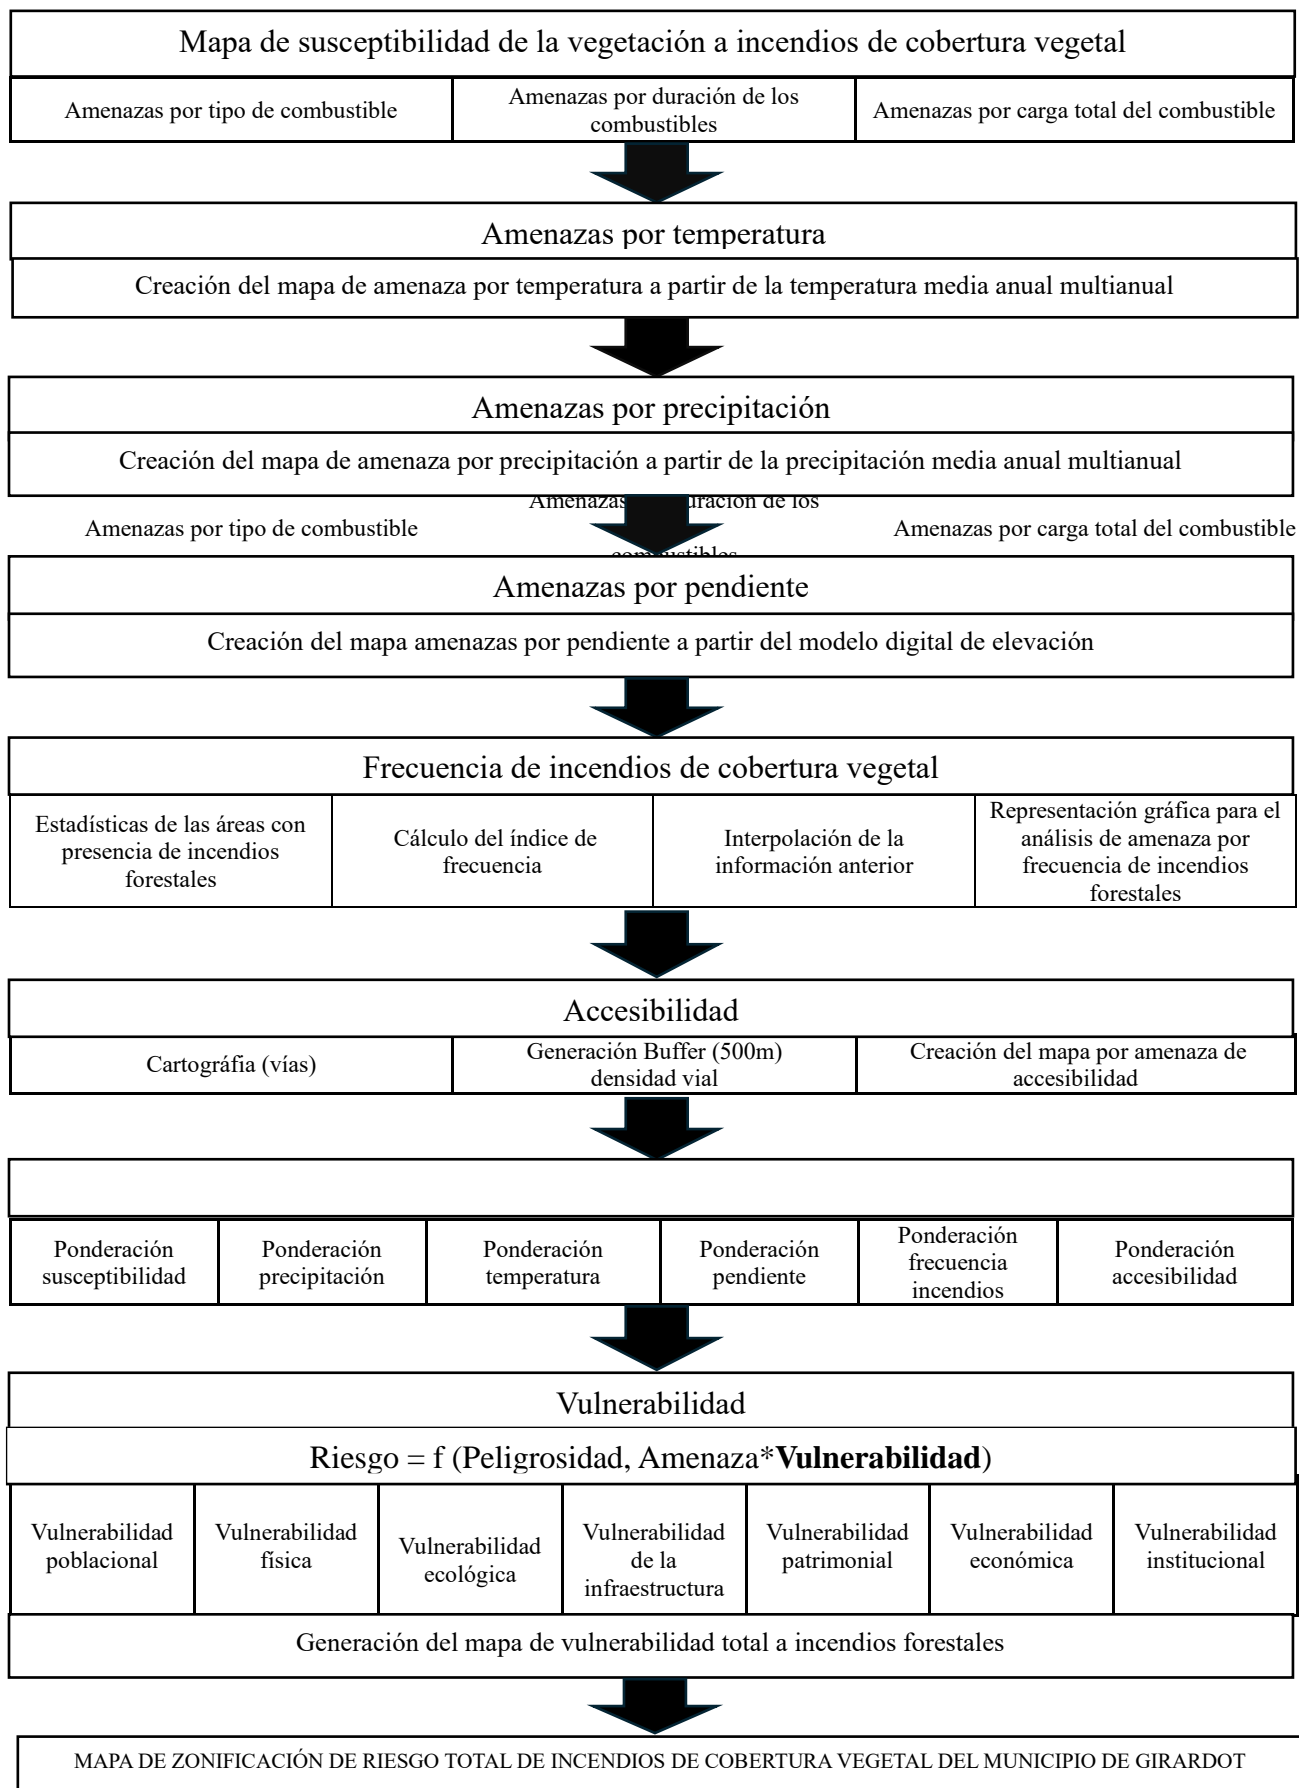 Mapa de susceptibilidad de la vegetación a incendios de cobertura vegetal
Amenazas por tipo de combustible
Amenazas por duración de los
combustibles
Amenazas por carga total del combustible
Amenazas por temperatura
Creación del mapa de amenaza por temperatura a partir de la temperatura media anual multianual
Amenazas por precipitación
Creación del mapa de amenaza por precipitación a partir de la precipitación media anual multianual
Amenazas duración de los
Amenazas por tipo de combustible
Amenazas por carga total del combustible
combustibles
Amenazas por pendiente
Creación del mapa amenazas por pendiente a partir del modelo digital de elevación
Frecuencia de incendios de cobertura vegetal
Estadísticas de las áreas con
presencia de incendios
forestales
Cálculo del índice de
frecuencia
Interpolación de la
información anterior
Representación gráfica para el
análisis de amenaza por
frecuencia de incendios
forestales
Accesibilidad
Cartográfia (vías)
Generación Buffer (500m)
densidad vial
Creación del mapa por amenaza de
accesibilidad
Ponderación
susceptibilidad
Ponderación
precipitación
Ponderación
temperatura
Ponderación
pendiente
Ponderación
frecuencia
incendios
Ponderación
accesibilidad
Vulnerabilidad
Riesgo = f (Peligrosidad, Amenaza*Vulnerabilidad)
Vulnerabilidad
poblacional
Vulnerabilidad
física
Vulnerabilidad
ecológica
Vulnerabilidad
de la
infraestructura
Vulnerabilidad
patrimonial
Vulnerabilidad
económica
Vulnerabilidad
institucional
Generación del mapa de vulnerabilidad total a incendios forestales
MAPA DE ZONIFICACIÓN DE RIESGO TOTAL DE INCENDIOS DE COBERTURA VEGETAL DEL MUNICIPIO DE GIRARDOT